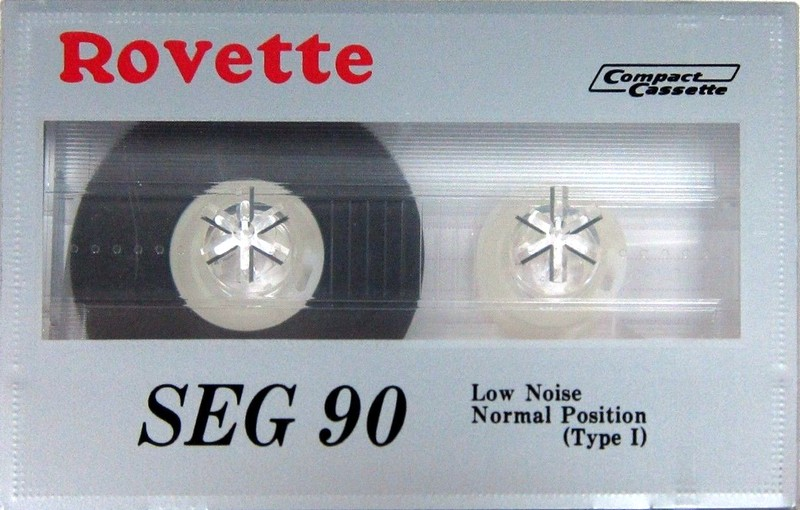 Rovette
Compact
Cassette
SEG 90
Low Noise
Normal Position
(Type I)